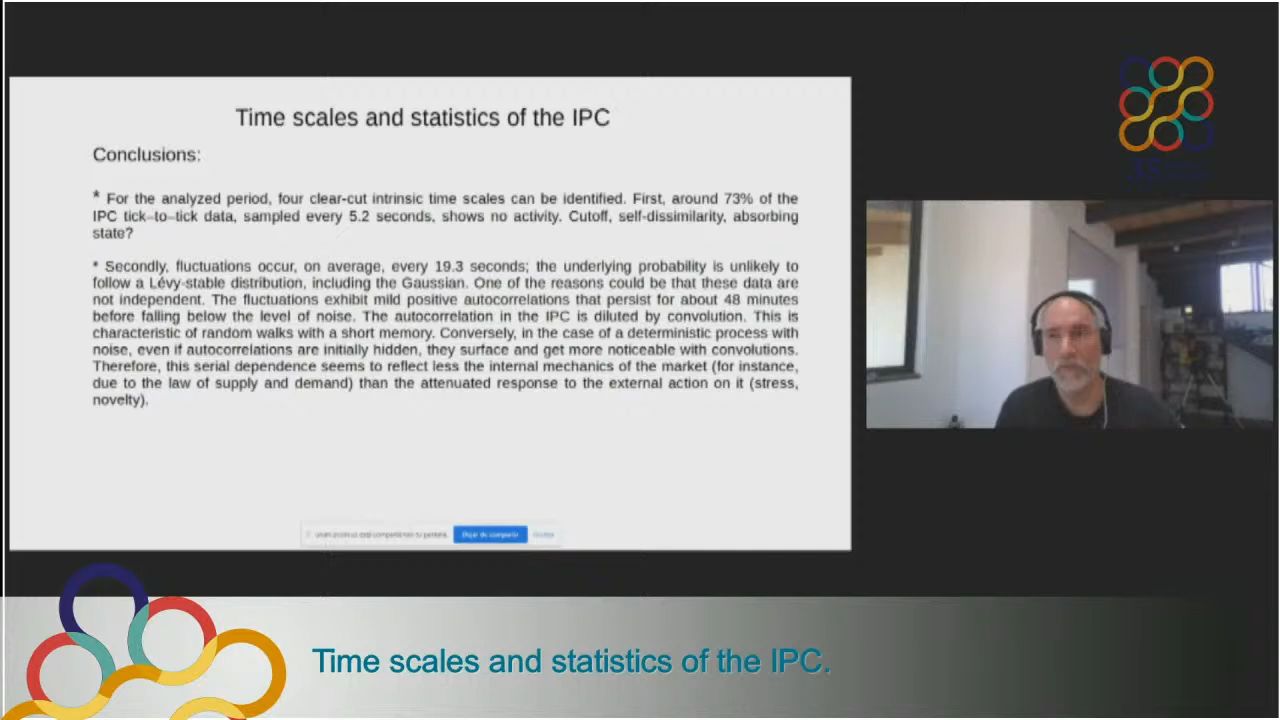 Time scales and statistics of the IPC
Conclusions:
* For the analyzed period, four clear-cut intrinsic time scales can be identified. First, around 73% of the
IPC tick–to–tick data, sampled every 5.2 seconds, shows no activity. Cutoff, self-dissimilarity, absorbing
state?
* Secondly, fluctuations occur, on average, every 19.3 seconds; the underlying probability is unlikely to
follow a Lévy-stable distribution, including the Gaussian. One of the reasons could be that these data are
not independent. The fluctuations exhibit mild positive autocorrelations that persist for about 48 minutes
before falling below the level of noise. The autocorrelation in the IPC is diluted by convolution. This is
characteristic of random walks with a short memory. Conversely, in the case of a deterministic process with
noise, even if autocorrelations are initially hidden, they surface and get more noticeable with convolutions.
Therefore, this serial dependence seems to reflect less the internal mechanics of the market (for instance,
due to the law of supply and demand) than the attenuated response to the external action on it (stress,
novelty).
está compartiendo tu pantalla.
Dejar de compartir
Ocultar
35
Time scales and statistics of the IPC.